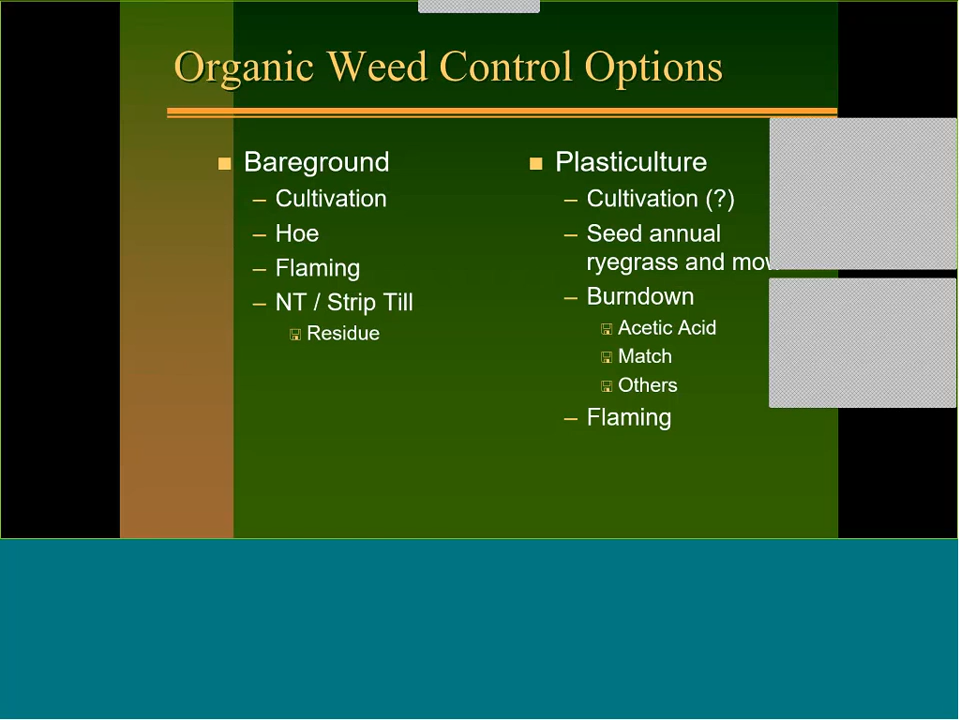 Organic Weed Control Options
Bareground
– Cultivation
– Hoe
– Flaming
– NT / Strip Till
Residue
Plasticulture
– Cultivation (?)
– Seed annual
ryegrass and mow
– Burndown
Acetic Acid
Match
Others
– Flaming